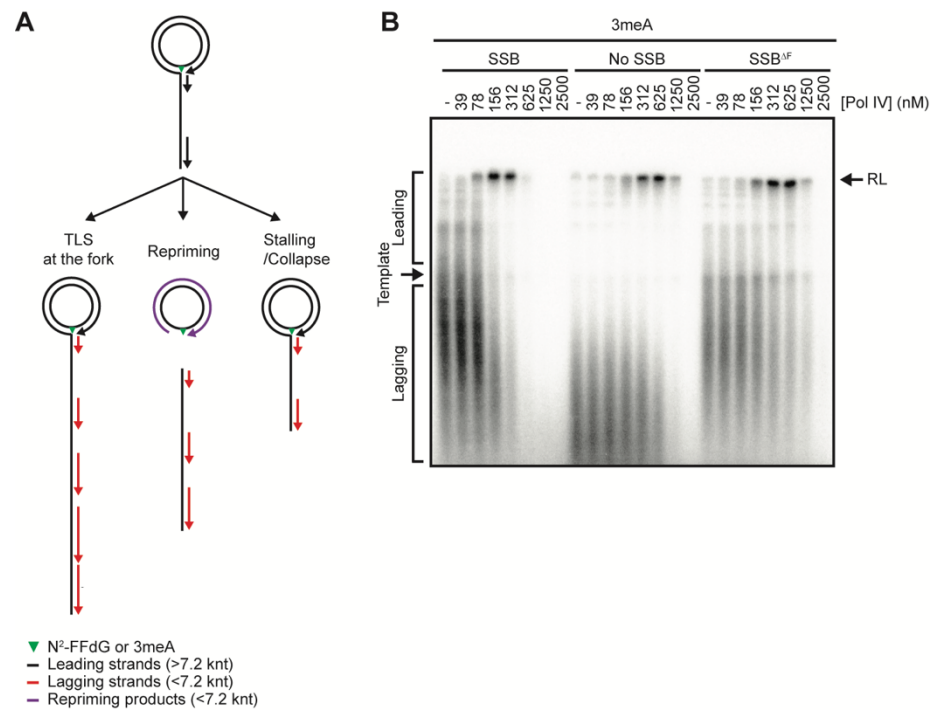 A
TLS
at the fork
Repriming
Stalling
/Collapse
N²-FFdG or 3meA
Leading strands (>7.2 knt)
Lagging strands (<7.2 knt)
Repriming products (<7.2 knt)
B
3meA
SSB No SSB SSBᐃF
- 39 78 156 312 625 1250 2500 - 39 78 156 312 625 1250 2500 - 39 78 156 312 625 1250 2500 [Pol IV] (nM)
RL
Leading
Template
Lagging